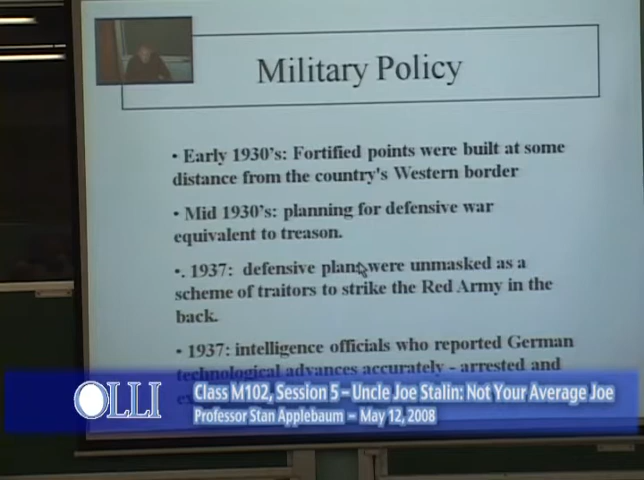 Military Policy
• Early 1930's: Fortified points were built at some
distance from the country's Western border
• Mid 1930's: planning for defensive war
equivalent to treason.
•. 1937: defensive plans were unmasked as a
scheme of traitors to strike the Red Army in the
back.
• 1937: intelligence officials who reported German
technological advances accurately - arrested and
OLLI
Class M102, Session 5 – Uncle Joe Stalin: Not Your Average Joe
Professor Stan Applebaum – May 12, 2008